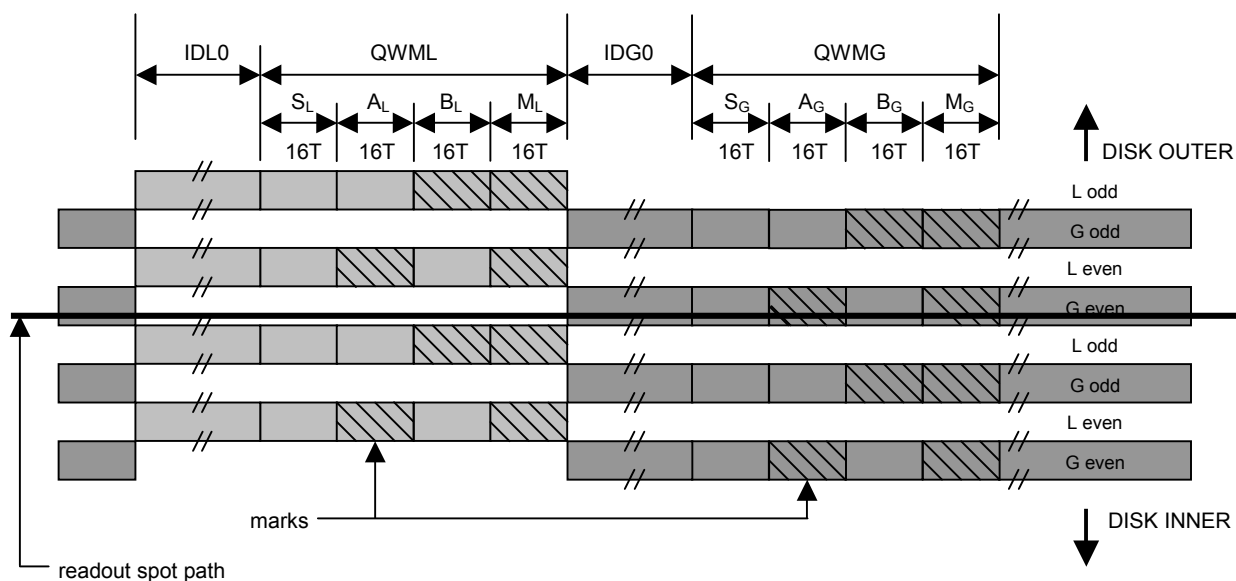 IDL0 QWML IDG0 QWMG
SL AL BL ML SG AG BG MG
16T 16T 16T 16T 16T 16T 16T 16T
DISK OUTER
L odd
G odd
L even
G even
L odd
G odd
L even
G even
marks
DISK INNER
readout spot path